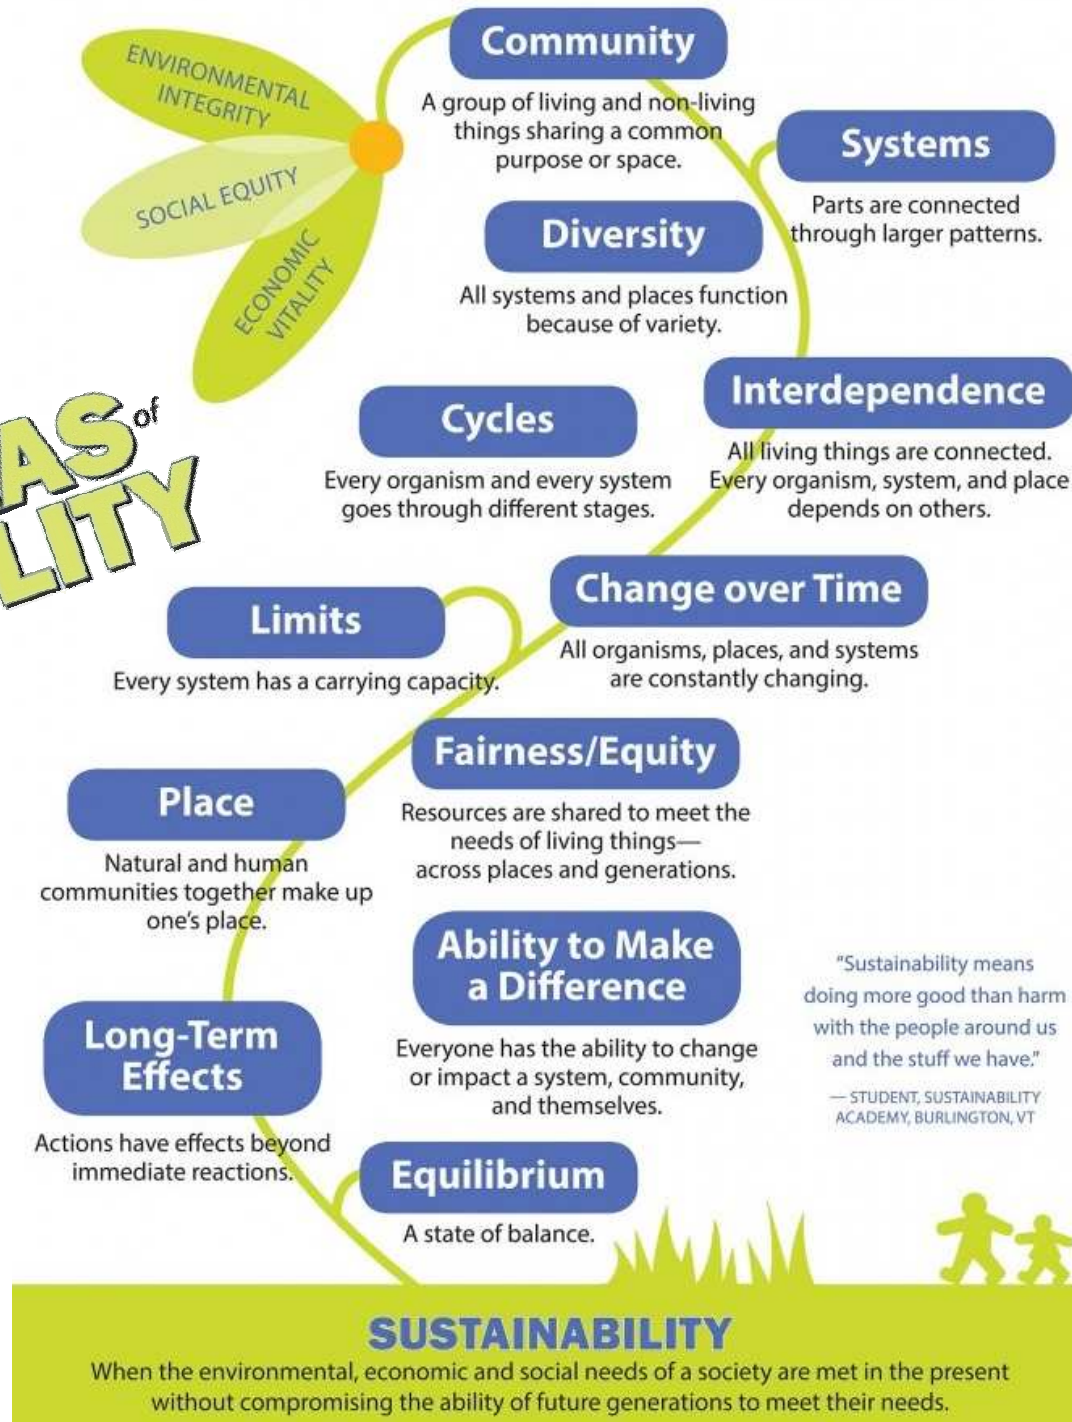 ENVIRONMENTAL
INTEGRITY
SOCIAL EQUITY
ECONOMIC
VITALITY
Community
A group of living and non-living
things sharing a common
purpose or space.
Systems
Parts are connected
through larger patterns.
Diversity
All systems and places function
because of variety.
Interdependence
All living things are connected.
Every organism, system, and place
depends on others.
AS of
LITY
Cycles
Every organism and every system
goes through different stages.
Change over Time
All organisms, places, and systems
are constantly changing.
Limits
Every system has a carrying capacity.
Fairness/Equity
Resources are shared to meet the
needs of living things—
across places and generations.
Place
Natural and human
communities together make up
one's place.
Ability to Make
a Difference
Everyone has the ability to change
or impact a system, community,
and themselves.
"Sustainability means
doing more good than harm
with the people around us
and the stuff we have."
— STUDENT, SUSTAINABILITY
ACADEMY, BURLINGTON, VT
Long-Term
Effects
Actions have effects beyond
immediate reactions.
Equilibrium
A state of balance.
SUSTAINABILITY
When the environmental, economic and social needs of a society are met in the present
without compromising the ability of future generations to meet their needs.